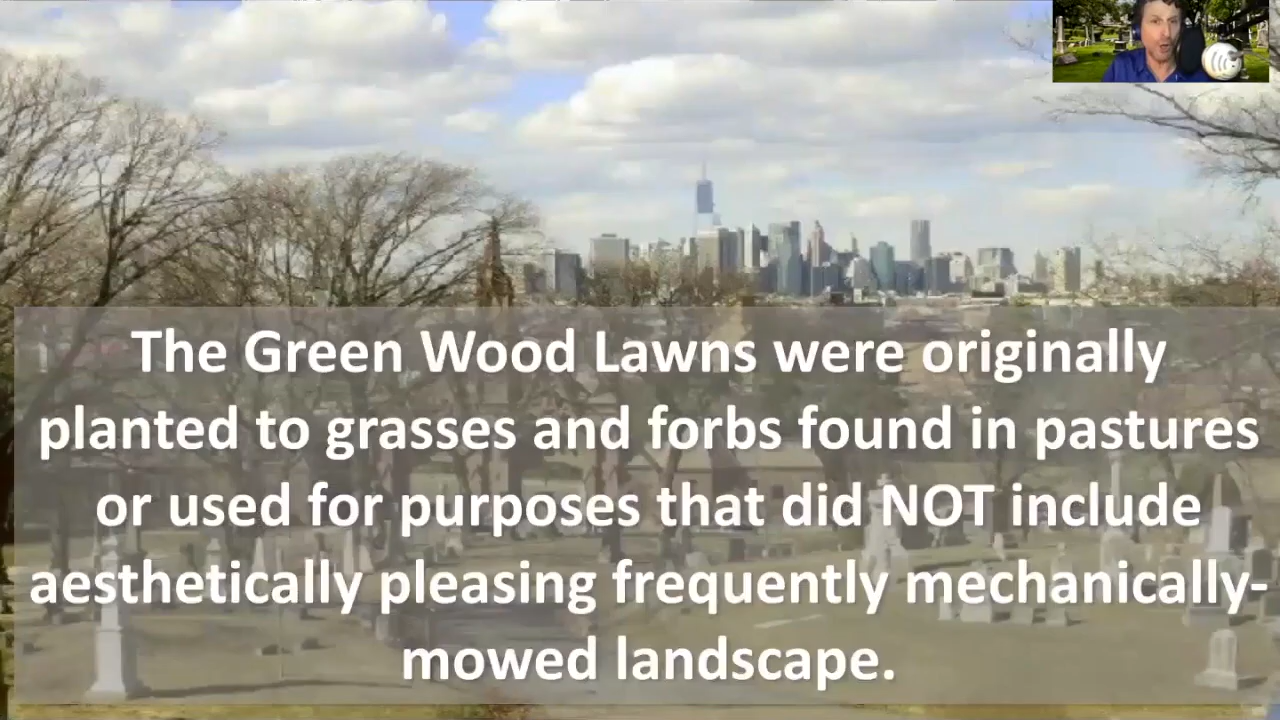 The Green Wood Lawns were originally
planted to grasses and forbs found in pastures
or used for purposes that did NOT include
aesthetically pleasing frequently mechanically-
mowed landscape.